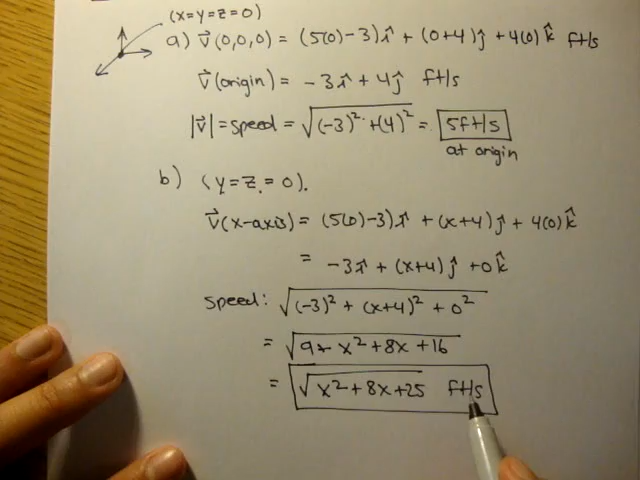 (x=y=z=0)
a) v⃗(0,0,0) = (5(0)-3)î + (0+4)ĵ + 4(0)k̂ ft/s
v⃗(origin) = -3î + 4ĵ ft/s
|v⃗| = speed = √((-3)² + (4)²) = 5ft/s
at origin
b) (y=z=0).
v⃗(x-axis) = (5(0)-3)î + (x+4)ĵ + 4(0)k̂
= -3î + (x+4)ĵ + 0k̂
speed: √((-3)² + (x+4)² + 0²)
= √(9 + x² + 8x + 16)
= √(x² + 8x + 25) ft/s